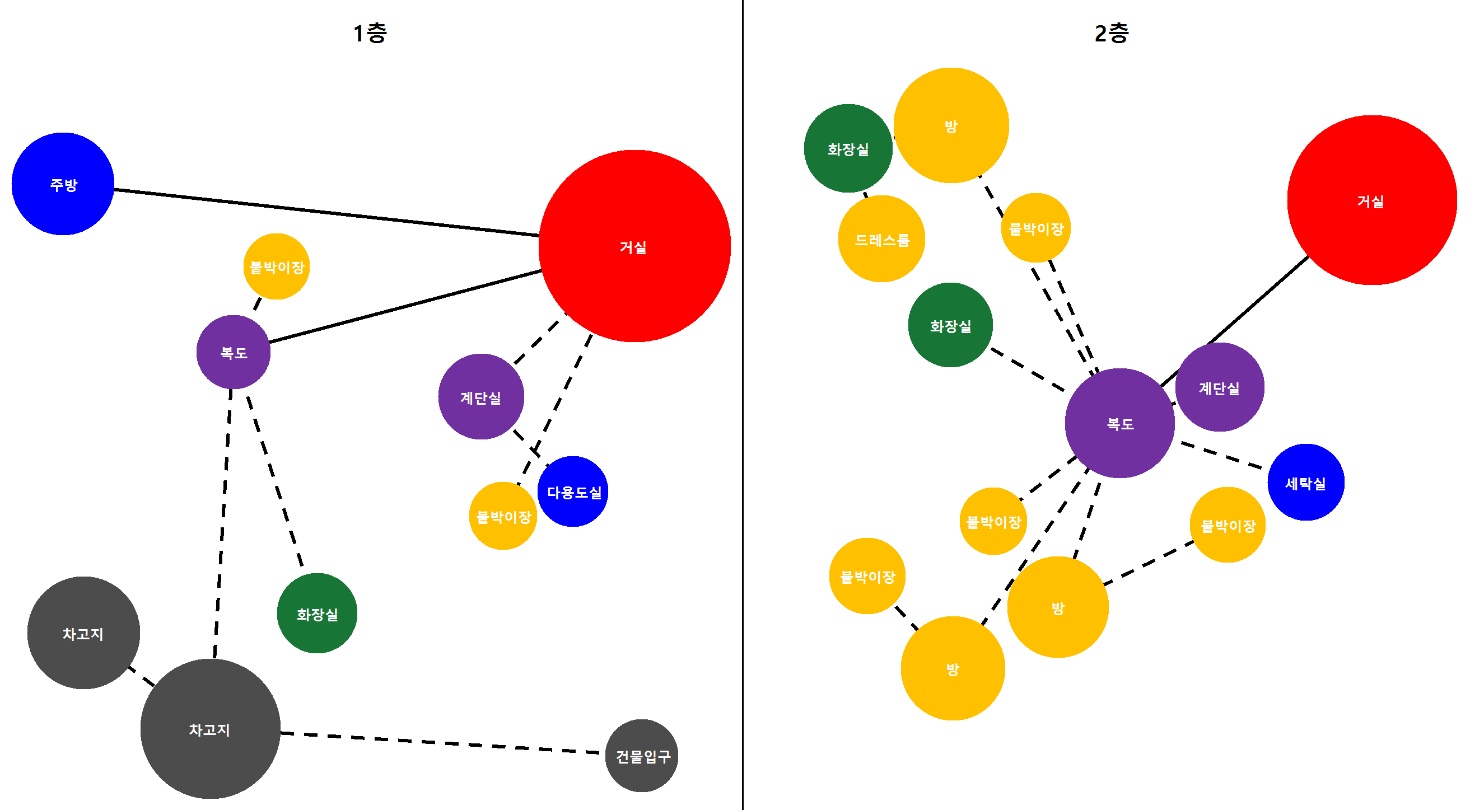 1층
주방
거실
붙박이장
복도
계단실
다용도실
붙박이장
화장실
차고지
차고지
건물입구
2층
방
화장실
거실
붙박이장
드레스룸
화장실
계단실
복도
세탁실
붙박이장
붙박이장
붙박이장
방
방